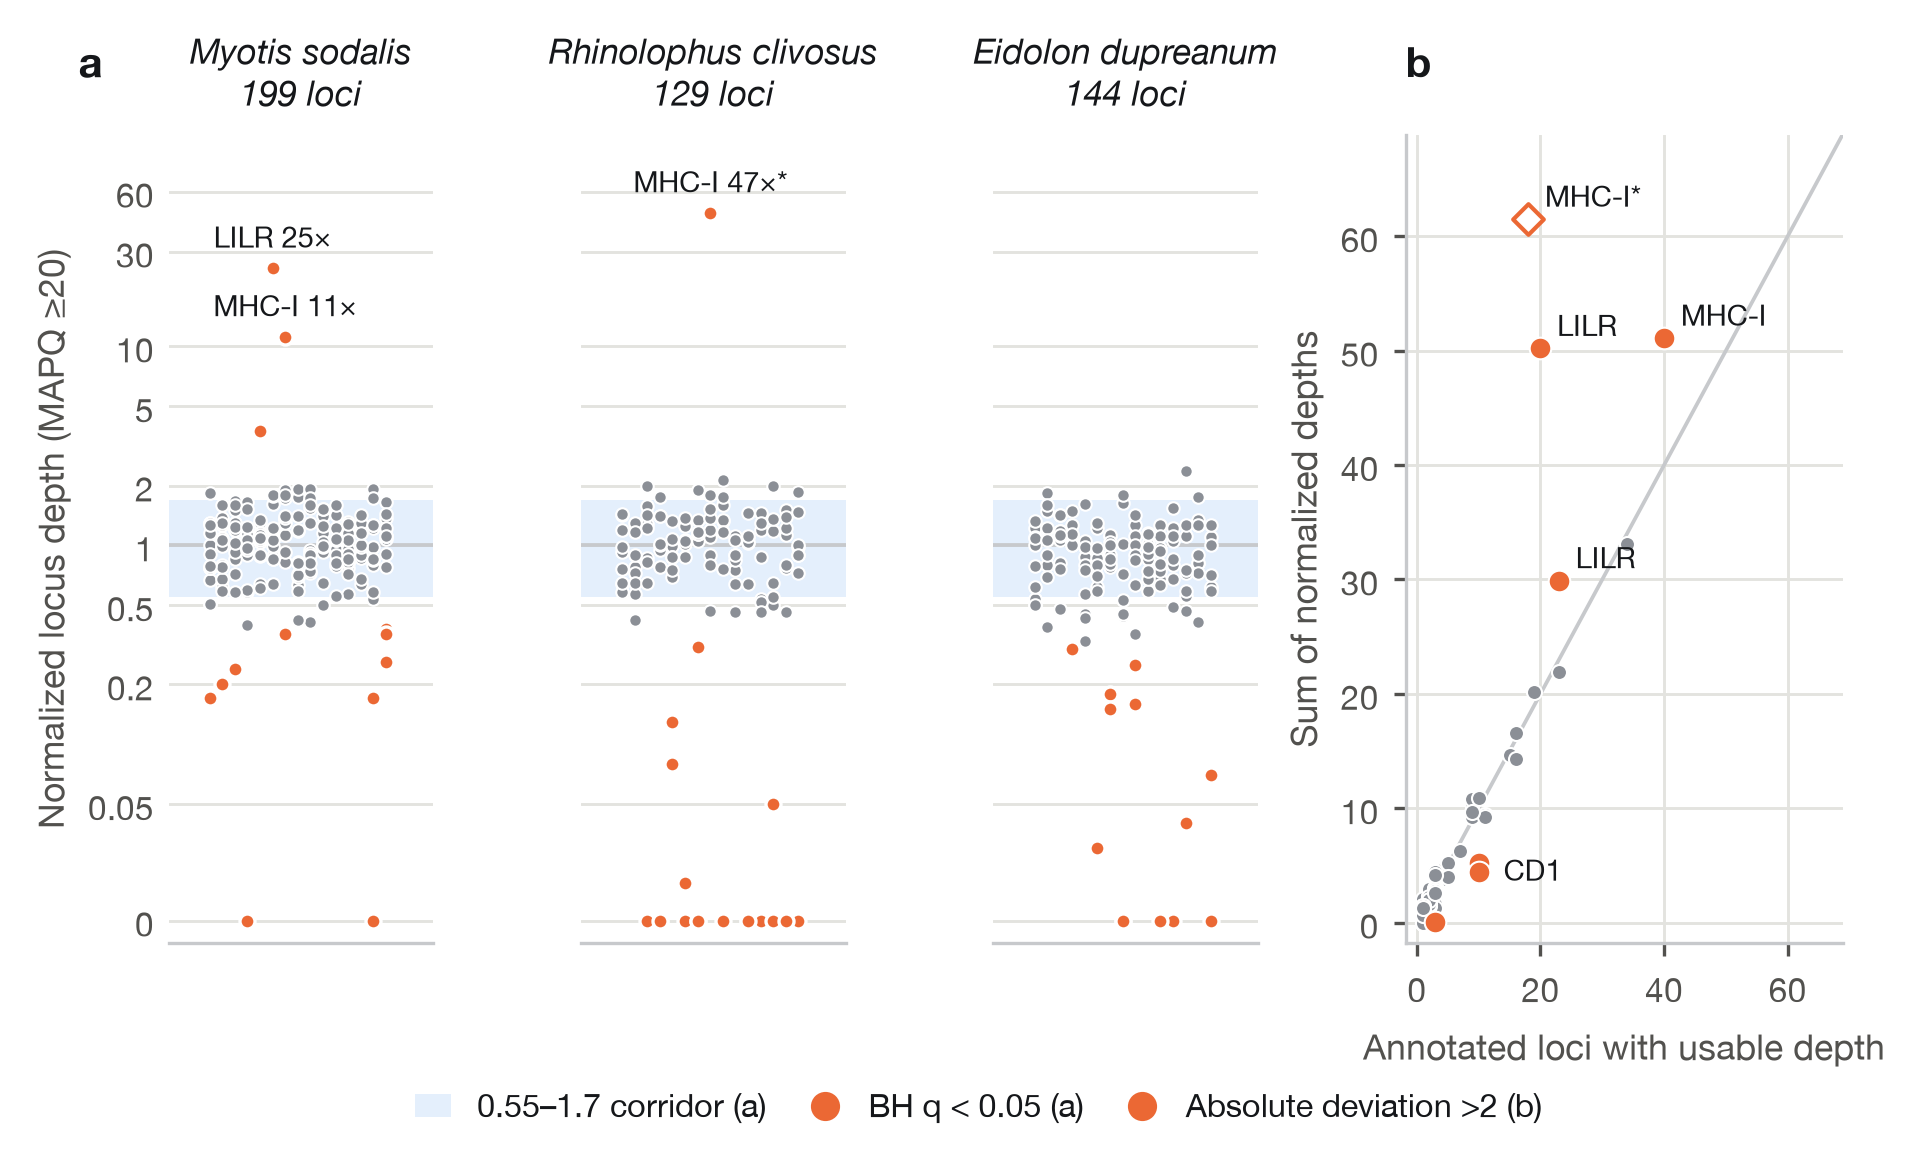 a
Myotis sodalis
199 loci
Rhinolophus clivosus
129 loci
Eidolon dupreanum
144 loci
Normalized locus depth (MAPQ ≥20)
60
30
10
5
2
1
0.5
0.2
0.05
0
LILR 25×
MHC-I 11×
MHC-I 47×*
b
Sum of normalized depths
60
50
40
30
20
10
0
MHC-I*
LILR
MHC-I
LILR
CD1
0
20
40
60
Annotated loci with usable depth
0.55–1.7 corridor (a)
BH q < 0.05 (a)
Absolute deviation >2 (b)